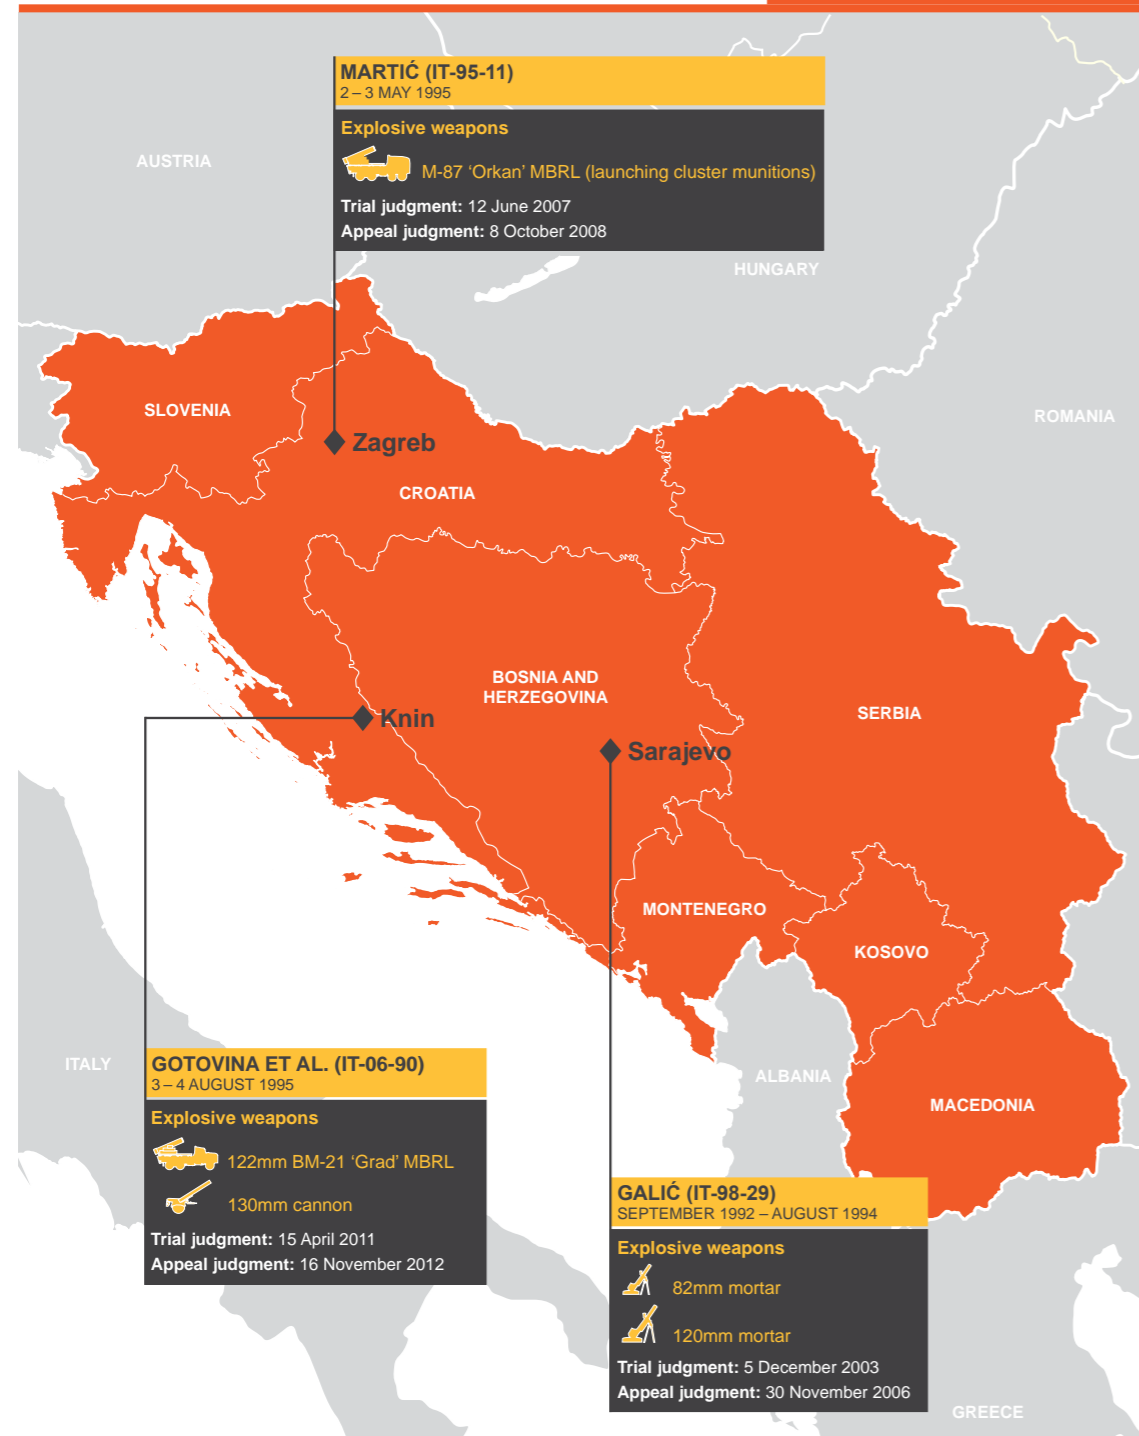 MARTIĆ (IT-95-11)
2 – 3 MAY 1995
Explosive weapons
M-87 ‘Orkan’ MBRL (launching cluster munitions)
Trial judgment: 12 June 2007
Appeal judgment: 8 October 2008
AUSTRIA
HUNGARY
ROMANIA
SLOVENIA
Zagreb
CROATIA
BOSNIA AND
HERZEGOVINA
SERBIA
Knin
Sarajevo
MONTENEGRO
KOSOVO
ITALY
ALBANIA
MACEDONIA
GOTOVINA ET AL. (IT-06-90)
3 – 4 AUGUST 1995
Explosive weapons
122mm BM-21 ‘Grad’ MBRL
130mm cannon
Trial judgment: 15 April 2011
Appeal judgment: 16 November 2012
GALIĆ (IT-98-29)
SEPTEMBER 1992 – AUGUST 1994
Explosive weapons
82mm mortar
120mm mortar
Trial judgment: 5 December 2003
Appeal judgment: 30 November 2006
GREECE